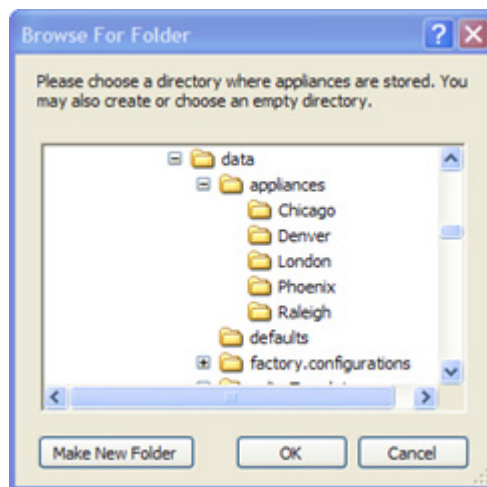 Browse For Folder
Please choose a directory where appliances are stored. You
may also create or choose an empty directory.
data
appliances
Chicago
Denver
London
Phoenix
Raleigh
defaults
factory.configurations
Make New Folder
OK
Cancel